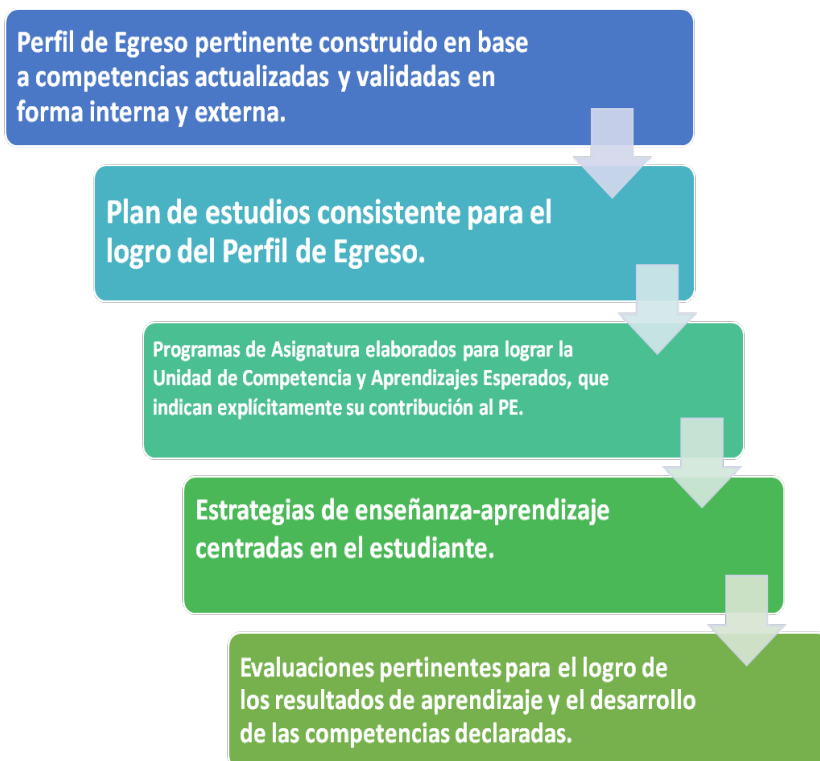 Perfil de Egreso pertinente construido en base
a competencias actualizadas y validadas en
forma interna y externa.
Plan de estudios consistente para el
logro del Perfil de Egreso.
Programas de Asignatura elaborados para lograr la
Unidad de Competencia y Aprendizajes Esperados, que
indican explícitamente su contribución al PE.
Estrategias de enseñanza-aprendizaje
centradas en el estudiante.
Evaluaciones pertinentes para el logro de
los resultados de aprendizaje y el desarrollo
de las competencias declaradas.